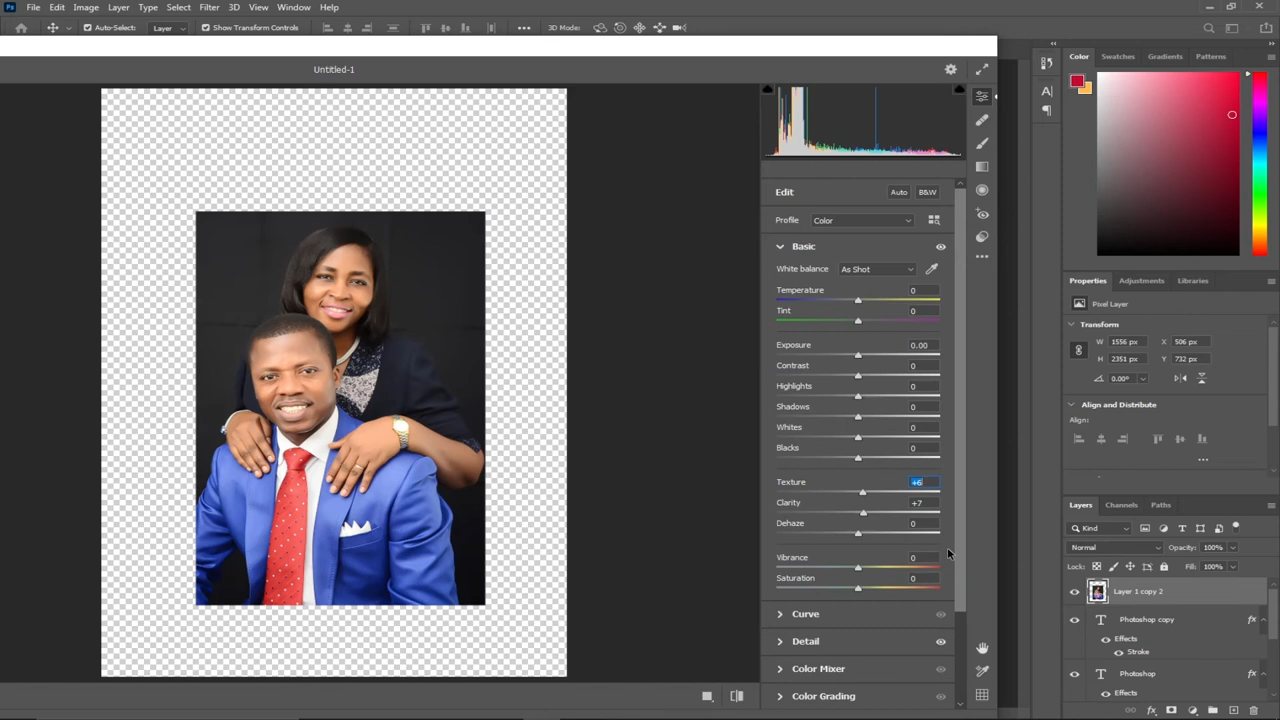 Ps File Edit Image Layer Type Select Filter 3D View Window Help
Auto-Select: Layer Show Transform Controls 3D Mode:
Untitled-1
Edit Auto B&W
Profile Color
Basic
White balance As Shot
Temperature 0
Tint 0
Exposure 0.00
Contrast 0
Highlights 0
Shadows 0
Whites 0
Blacks 0
Texture +6
Clarity +7
Dehaze 0
Vibrance 0
Saturation 0
Curve
Detail
Color Mixer
Color Grading
Color Swatches Gradients Patterns
Properties Adjustments Libraries
Pixel Layer
Transform
W 1556 px X 506 px
H 2351 px Y 732 px
0.00°
Align and Distribute
Align:
Layers Channels Paths
Kind
Normal Opacity: 100%
Lock: Fill: 100%
Layer 1 copy 2
T Photoshop copy fx
Effects
Stroke
T Photoshop fx
Effects